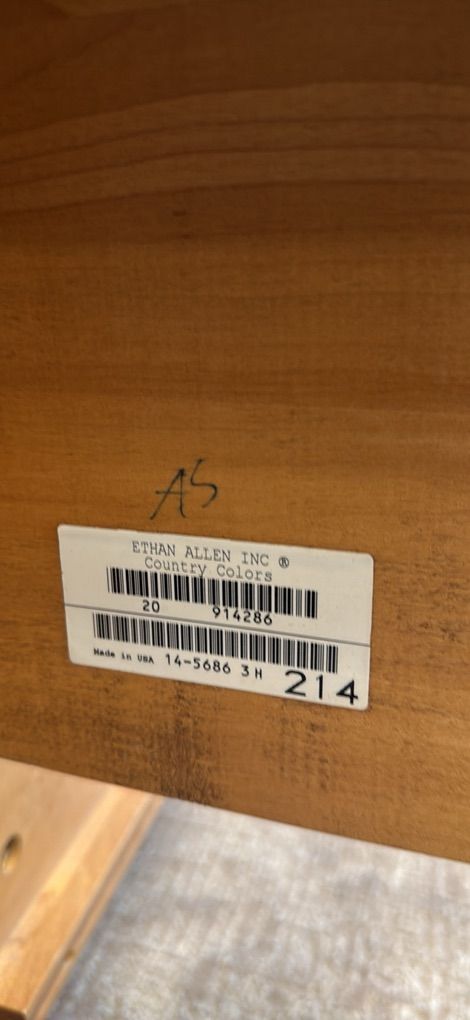 AS
ETHAN ALLEN INC ®
Country Colors
20 914286
Made in USA 14-5686 3H 214